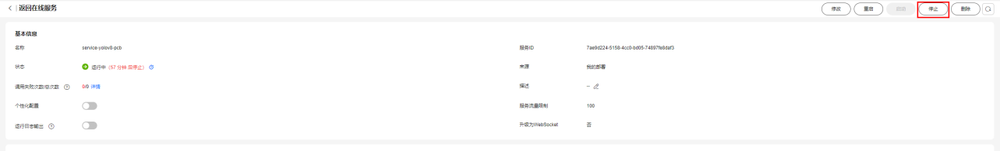 返回在线服务 修改 重启 启动 停止 删除
基本信息
名称 service-yolov8-pcb 服务ID 7ae9d224-5158-4cc0-bd05-74897fe8daf3
状态 运行中 (57 分钟 后停止) 来源 我的部署
调用失败次数/总次数 0/0 详情 描述 --
个性化配置 服务流量限制 100
运行日志输出 升级为WebSocket 否